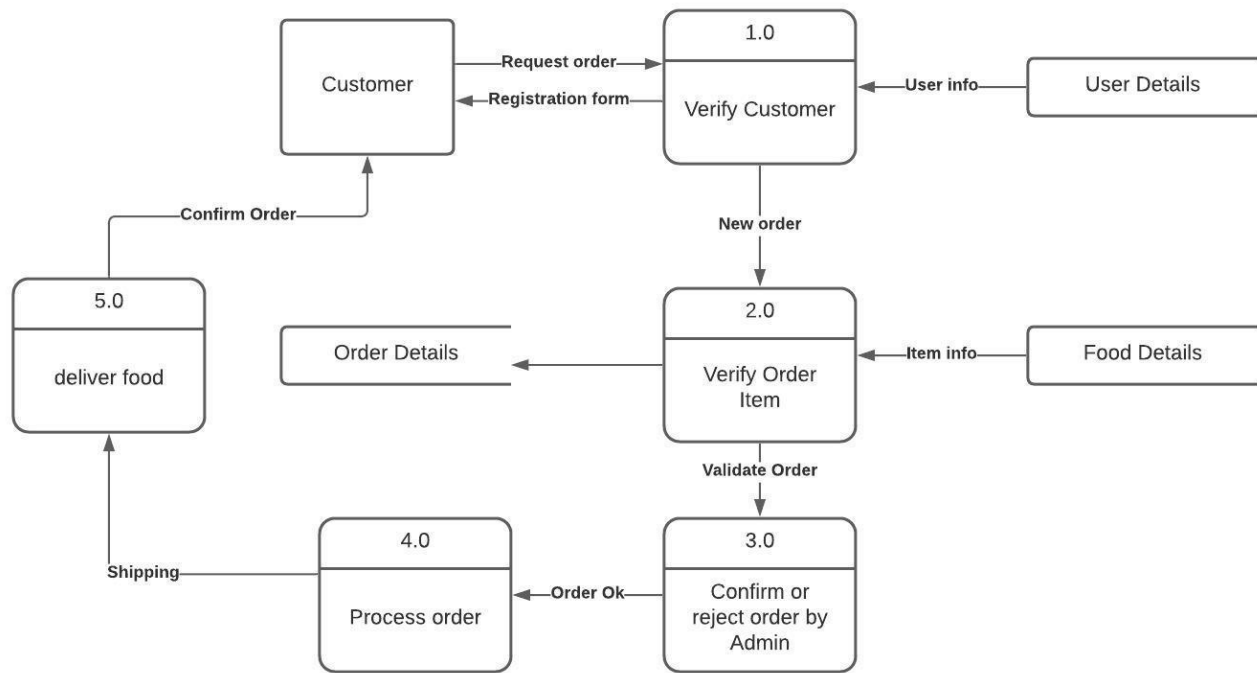 1.0
Customer
Request order
Registration form
Verify Customer
User info
User Details
Confirm Order
New order
5.0
deliver food
Order Details
2.0
Verify Order
Item
Item info
Food Details
Validate Order
Shipping
4.0
Process order
Order Ok
3.0
Confirm or
reject order by
Admin